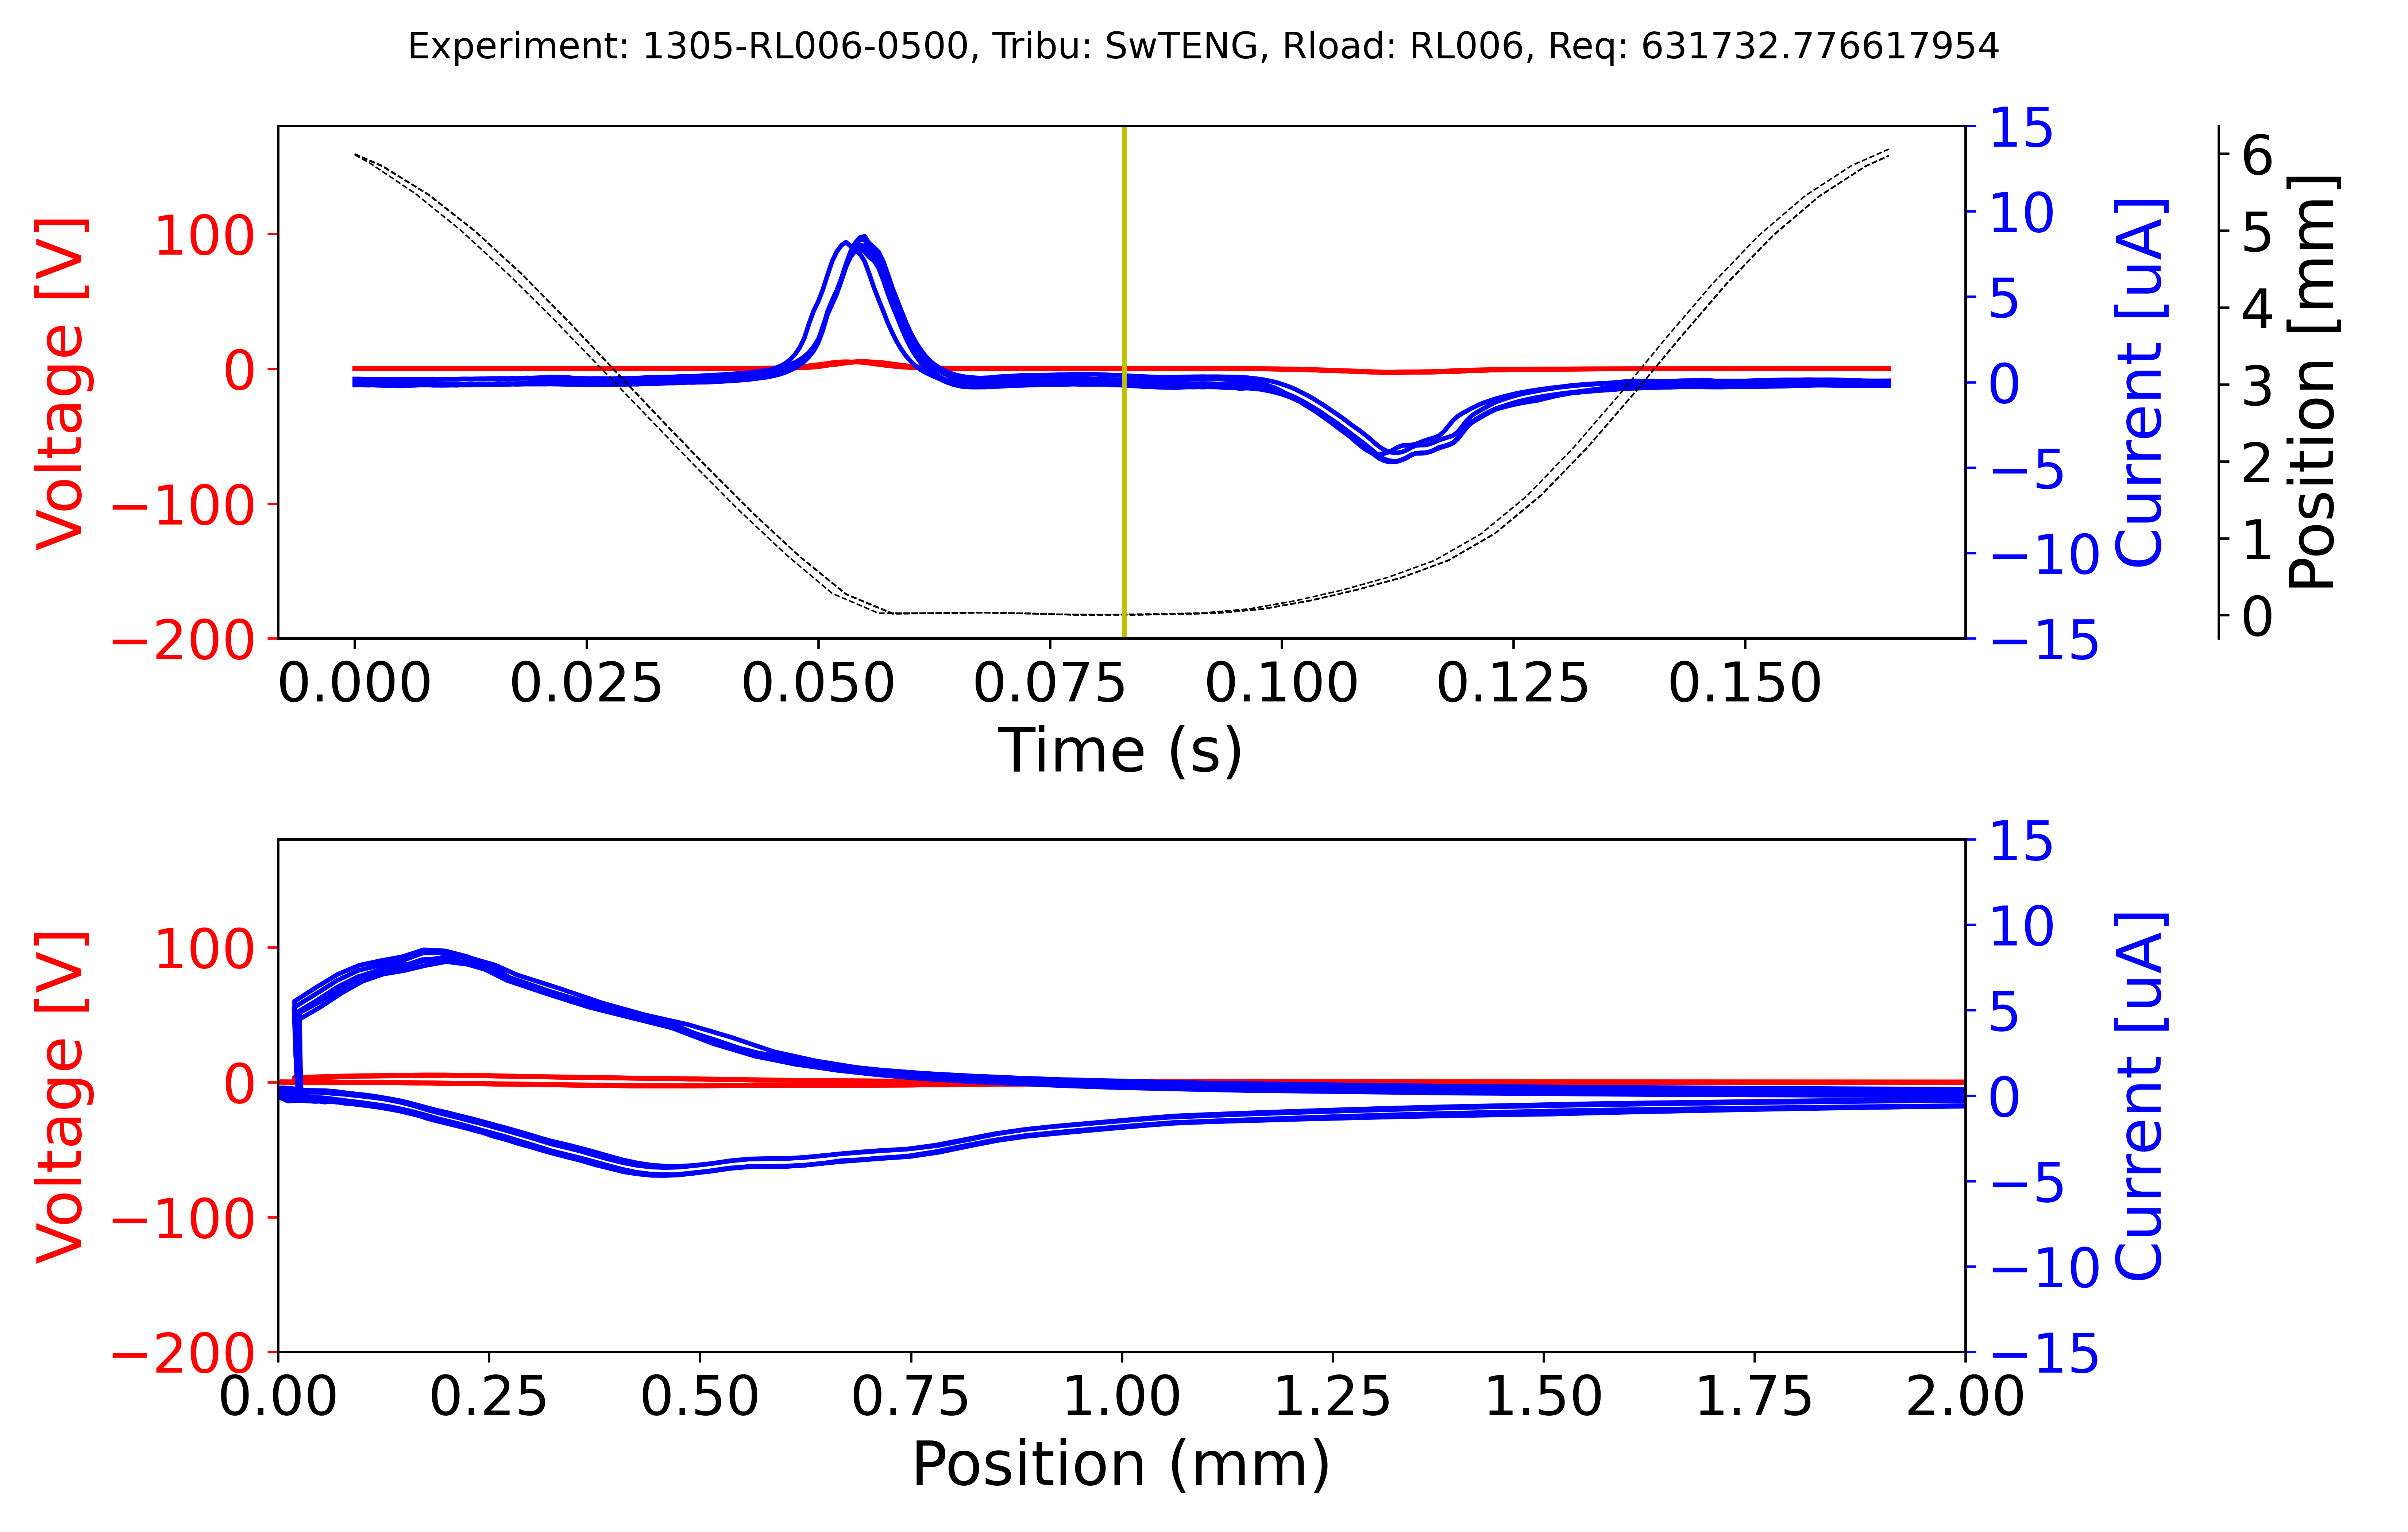 Experiment: 1305-RL006-0500, Tribu: SwTENG, Rload: RL006, Req: 631732.776617954
Voltage [V]
100
0
−100
−200
15
10
5
0
−5
−10
−15
Current [uA]
6
5
4
3
2
1
0
Position [mm]
0.000 0.025 0.050 0.075 0.100 0.125 0.150
Time (s)
Voltage [V]
100
0
−100
−200
15
10
5
0
−5
−10
−15
Current [uA]
0.00 0.25 0.50 0.75 1.00 1.25 1.50 1.75 2.00
Position (mm)